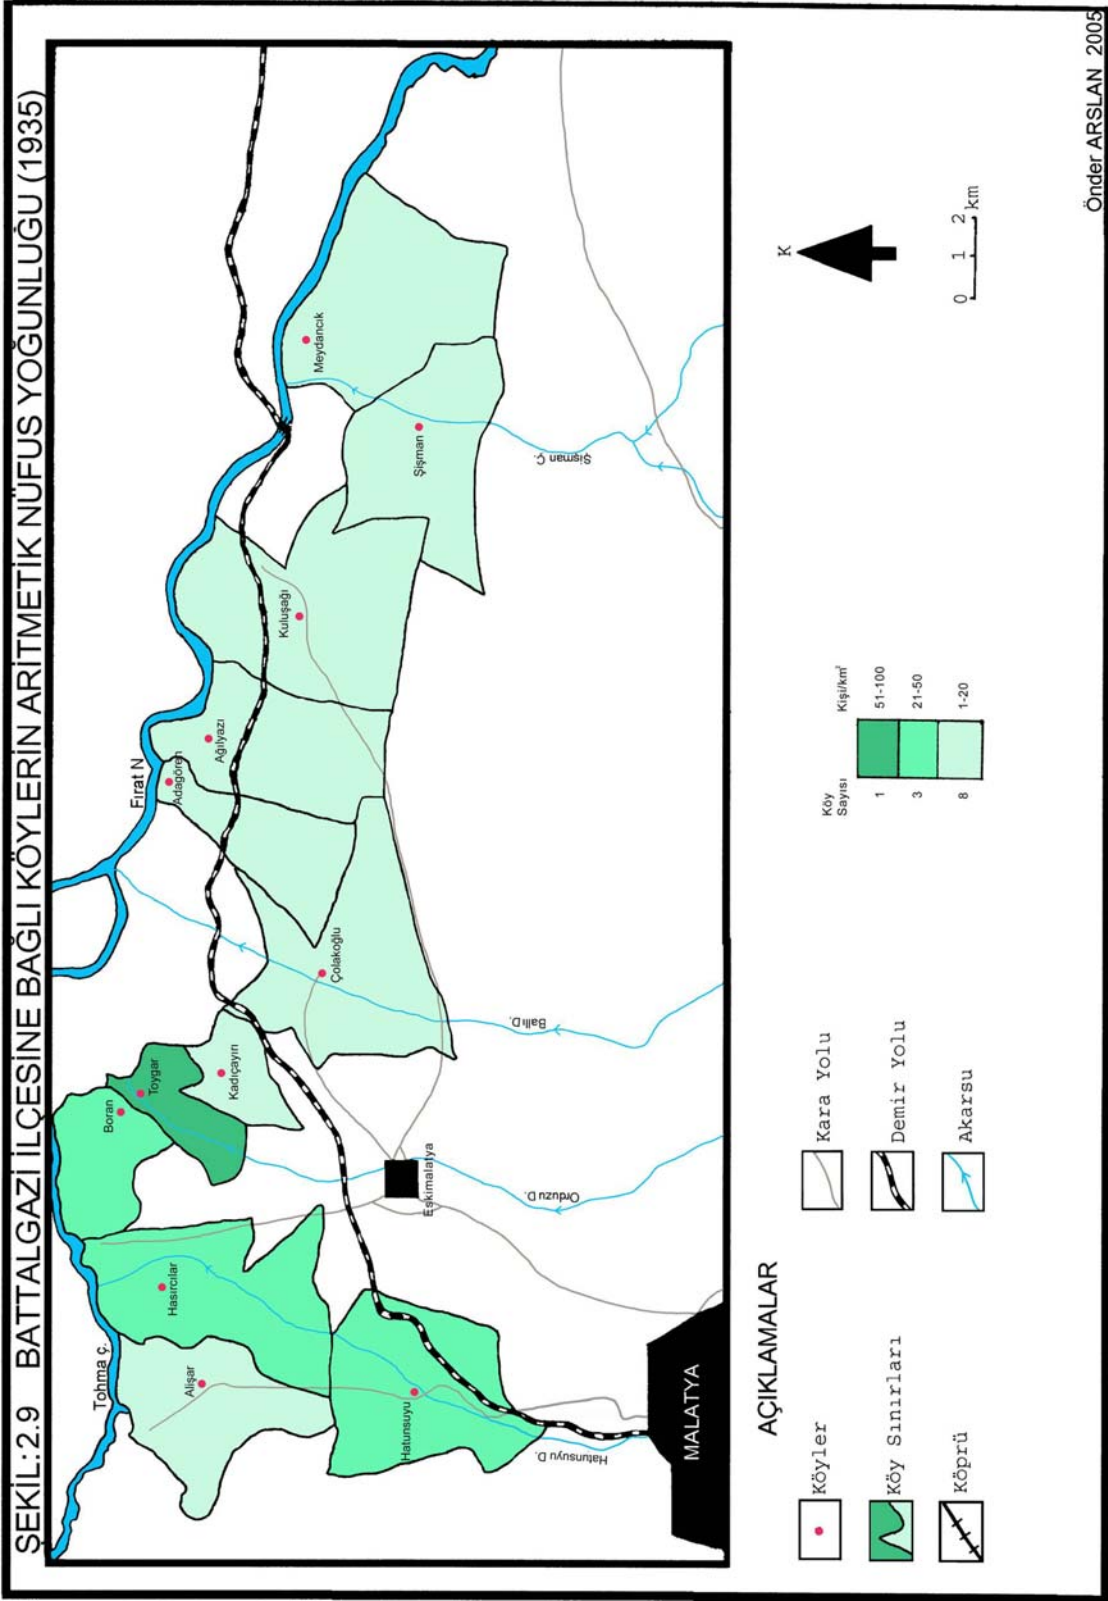 ŞEKİL:2.9 BATTALGAZİ İLÇESİNE BAĞLI KÖYLERİN ARİTMETİK NÜFUS YOĞUNLUĞU (1935)
Tohma ç.
Fırat N
Boran
Toygar
Kadıçayırı
Hasırcılar
Alişar
Hatunsuyu
Hatunsuyu D.
Eskimalatya
Orduzu D.
MALATYA
Çolakoğlu
Ballı D.
Adagören
Ağılyazı
Kuluşağı
Şişman
Şişman Ç.
Meydancık
AÇIKLAMALAR
Köyler
Köy Sınırları
Köprü
Kara Yolu
Demir Yolu
Akarsu
Köy
Sayısı
Kişi/km²
1 51-100
3 21-50
8 1-20
K
0 1 2 km
Önder ARSLAN 2005